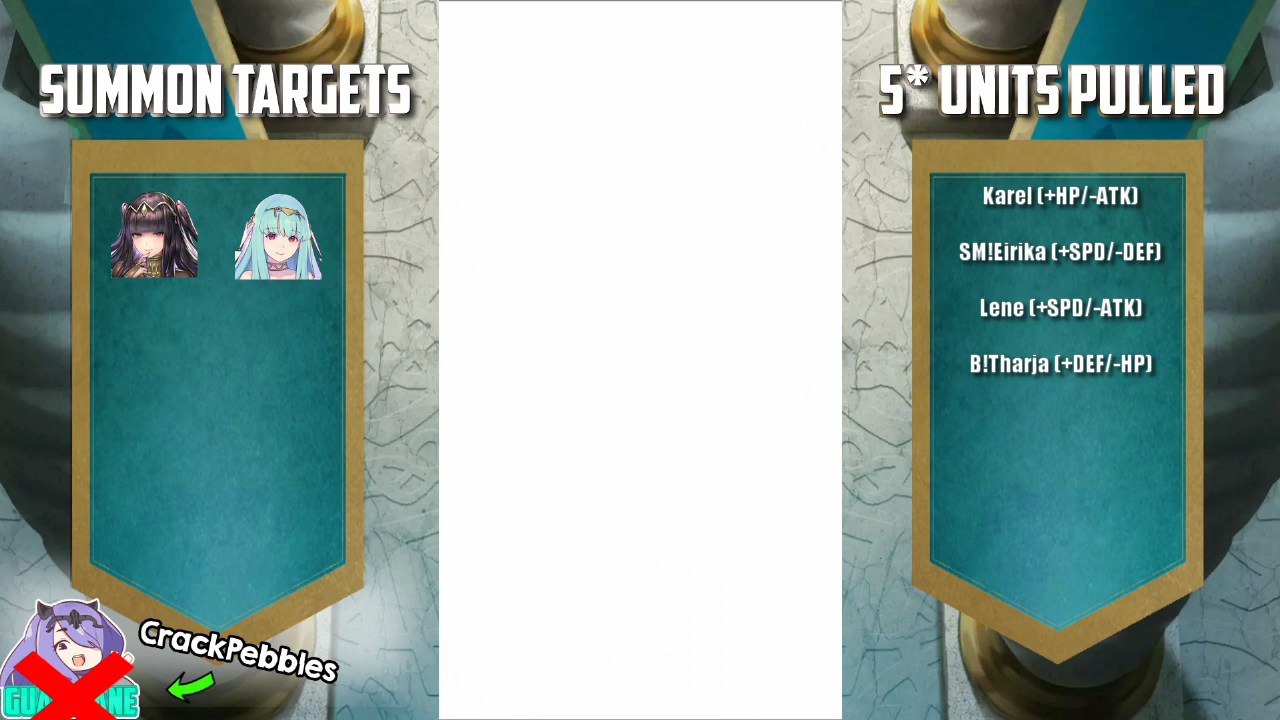 SUMMON TARGETS
5* UNITS PULLED
Karel (+HP/-ATK)
SM!Eirika (+SPD/-DEF)
Lene (+SPD/-ATK)
B!Tharja (+DEF/-HP)
CrackPebbles